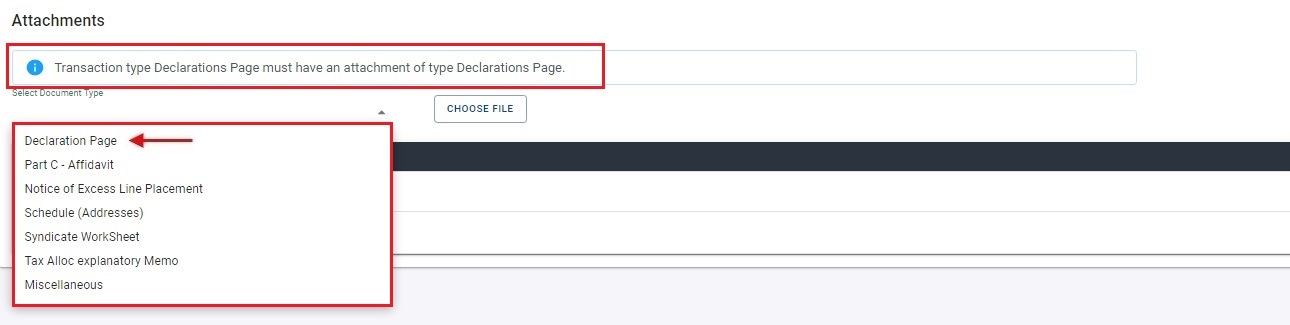 Attachments
Transaction type Declarations Page must have an attachment of type Declarations Page.
Select Document Type
CHOOSE FILE
Declaration Page
Part C - Affidavit
Notice of Excess Line Placement
Schedule (Addresses)
Syndicate WorkSheet
Tax Alloc explanatory Memo
Miscellaneous